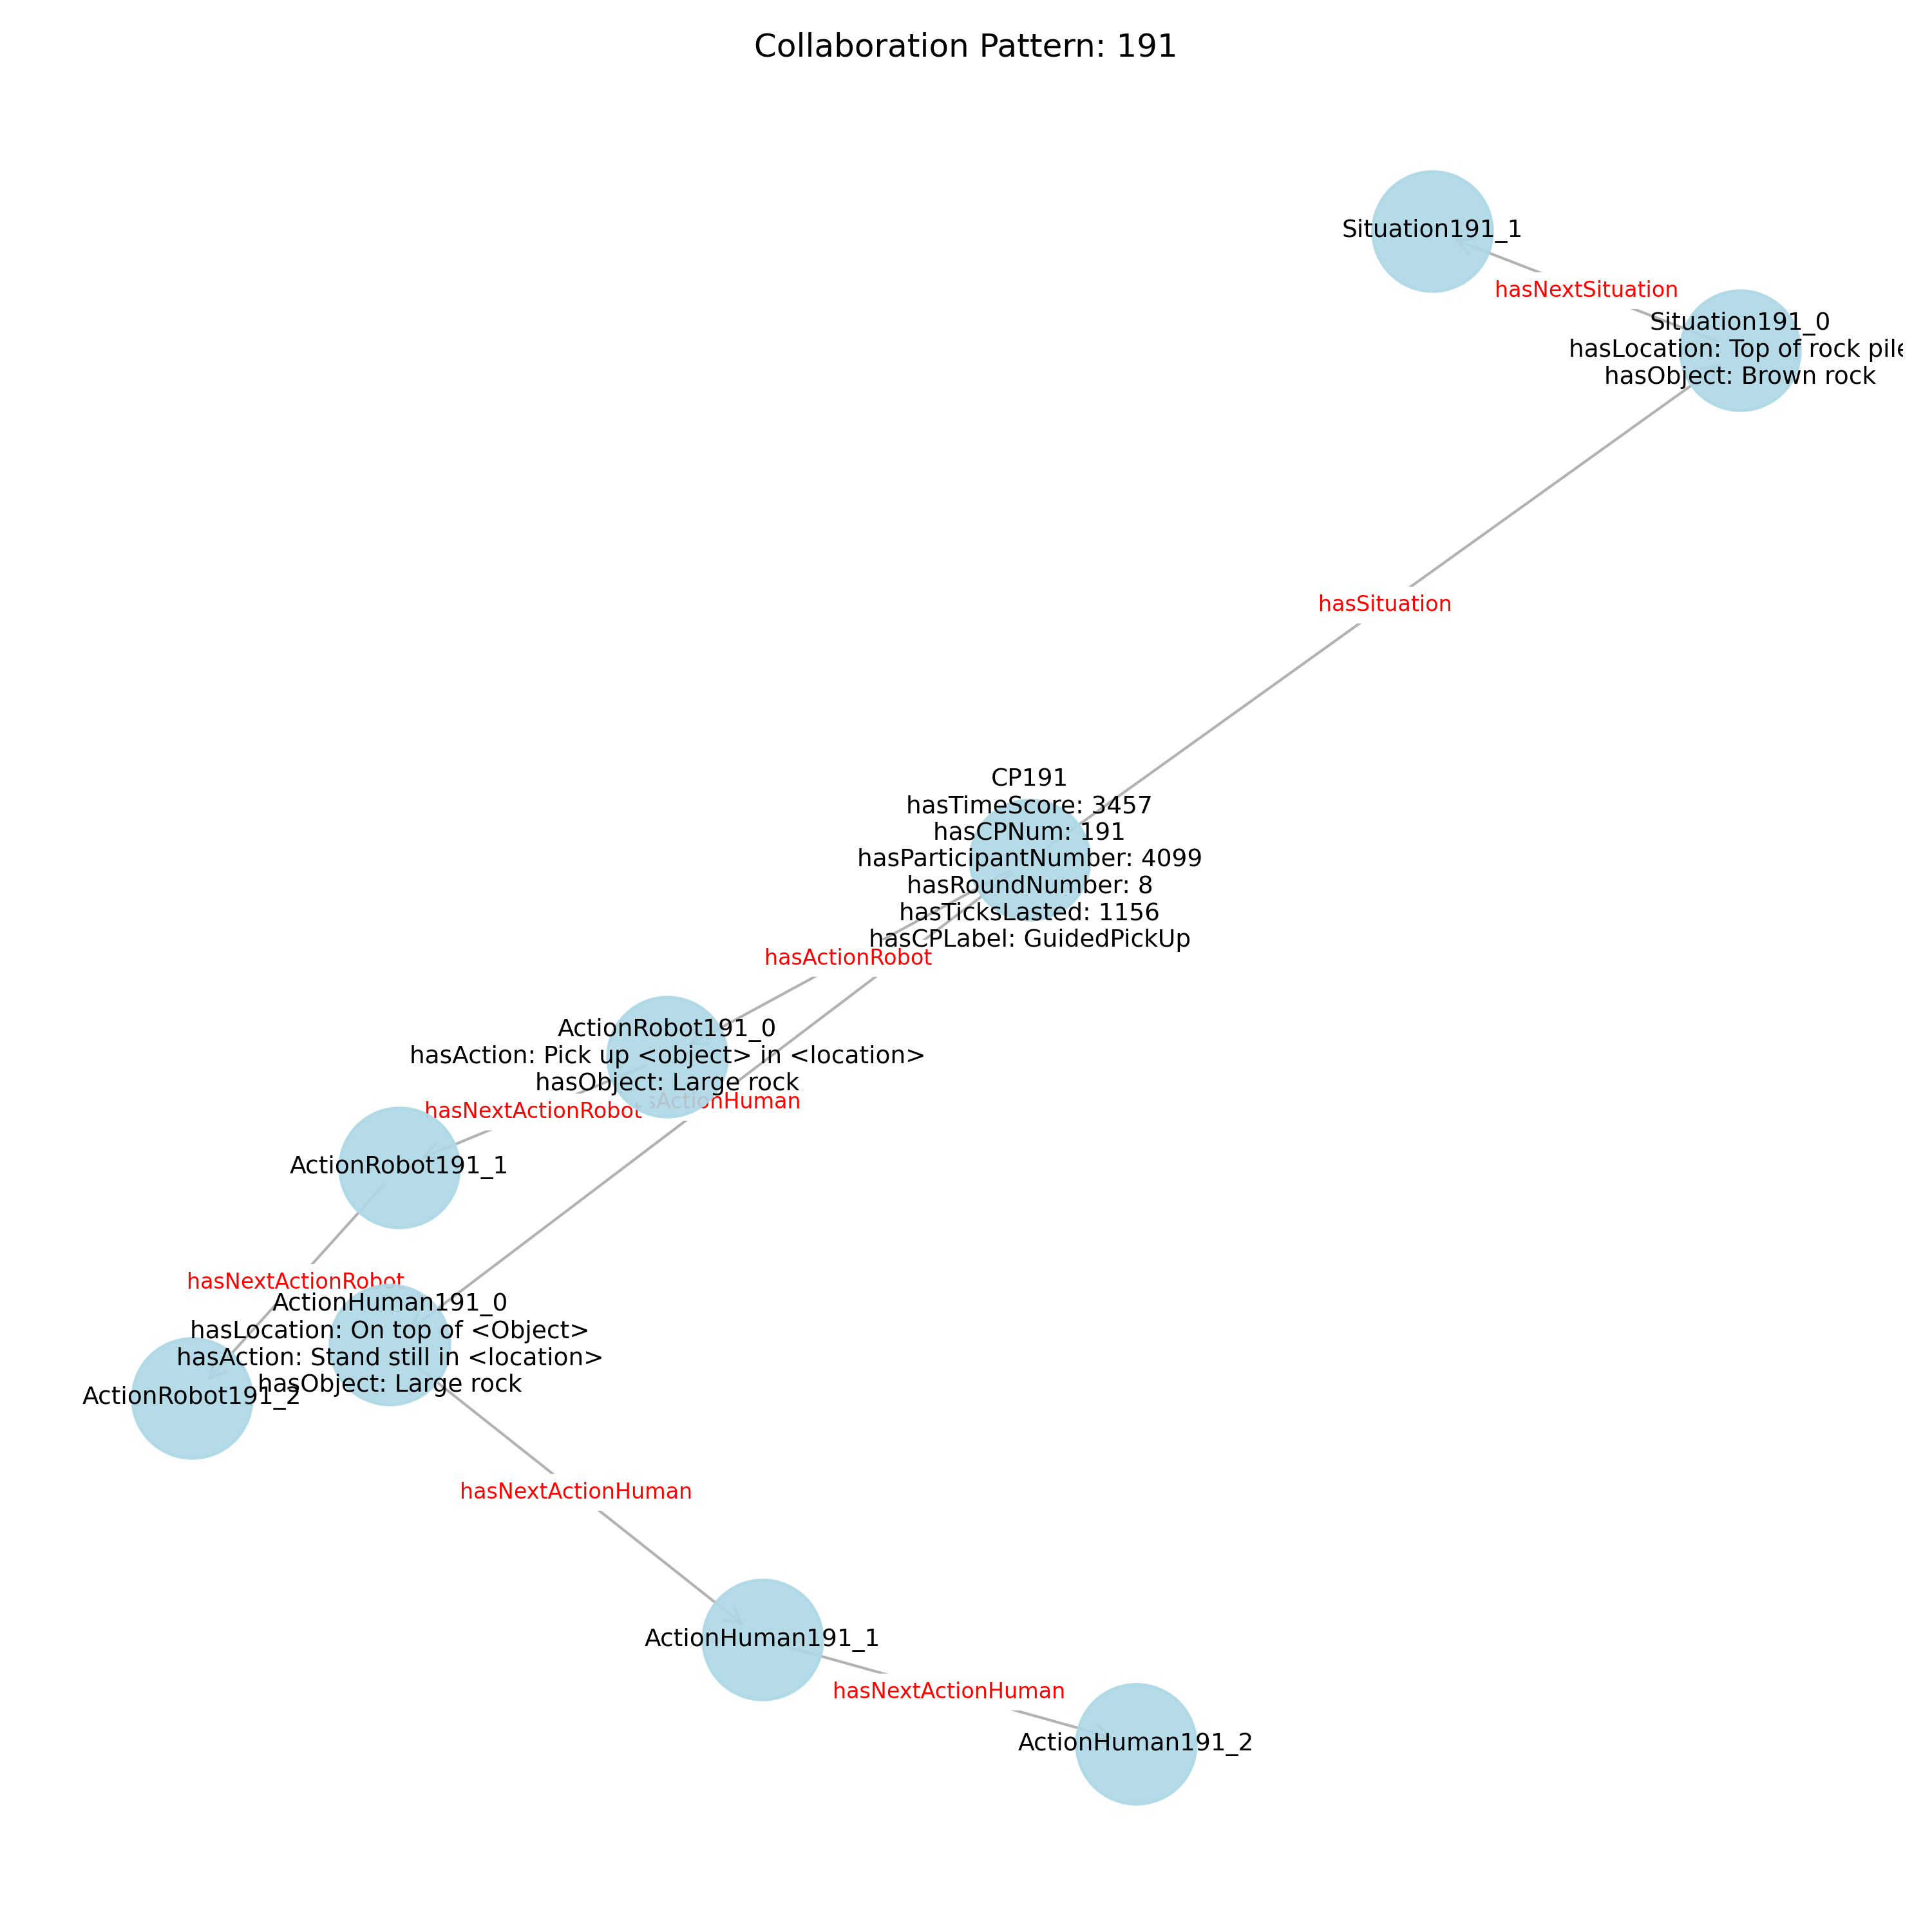 Collaboration Pattern: 191
Situation191_1
hasNextSituation
Situation191_0
hasLocation: Top of rock pile
hasObject: Brown rock
hasSituation
CP191
hasTimeScore: 3457
hasCPNum: 191
hasParticipantNumber: 4099
hasRoundNumber: 8
hasTicksLasted: 1156
hasCPLabel: GuidedPickUp
hasActionRobot
ActionRobot191_0
hasAction: Pick up <object> in <location>
hasObject: Large rock
hasNextActionRobot
sActionHuman
ActionRobot191_1
hasNextActionRobot
ActionHuman191_0
hasLocation: On top of <Object>
hasAction: Stand still in <location>
hasObject: Large rock
ActionRobot191_2
hasNextActionHuman
ActionHuman191_1
hasNextActionHuman
ActionHuman191_2